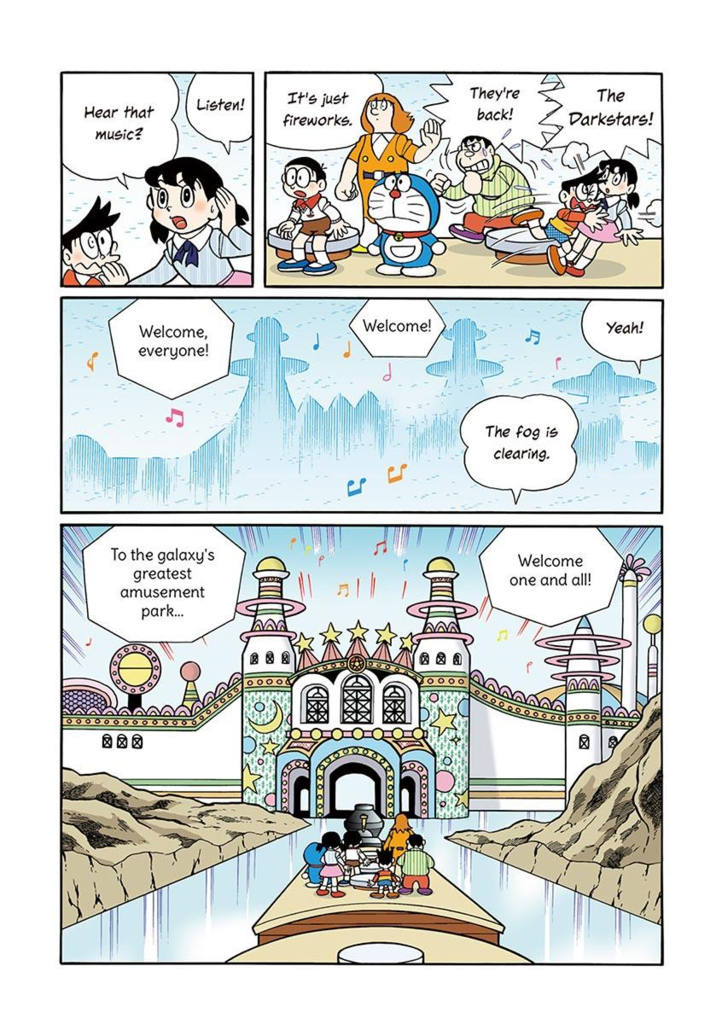 The
Darkstars!
They're
back!
It's just
fireworks.
Listen!
Hear that
music?
Yeah!
The fog is
clearing.
Welcome!
Welcome,
everyone!
Welcome
one and all!
To the galaxy's
greatest
amusement
park...